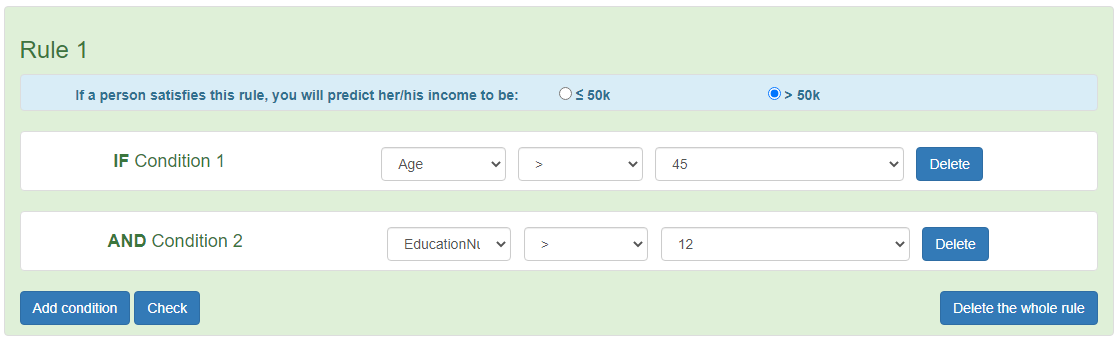 Rule 1
If a person satisfies this rule, you will predict her/his income to be: ≤ 50k > 50k
IF Condition 1 Age > 45 Delete
AND Condition 2 EducationNu > 12 Delete
Add condition Check Delete the whole rule